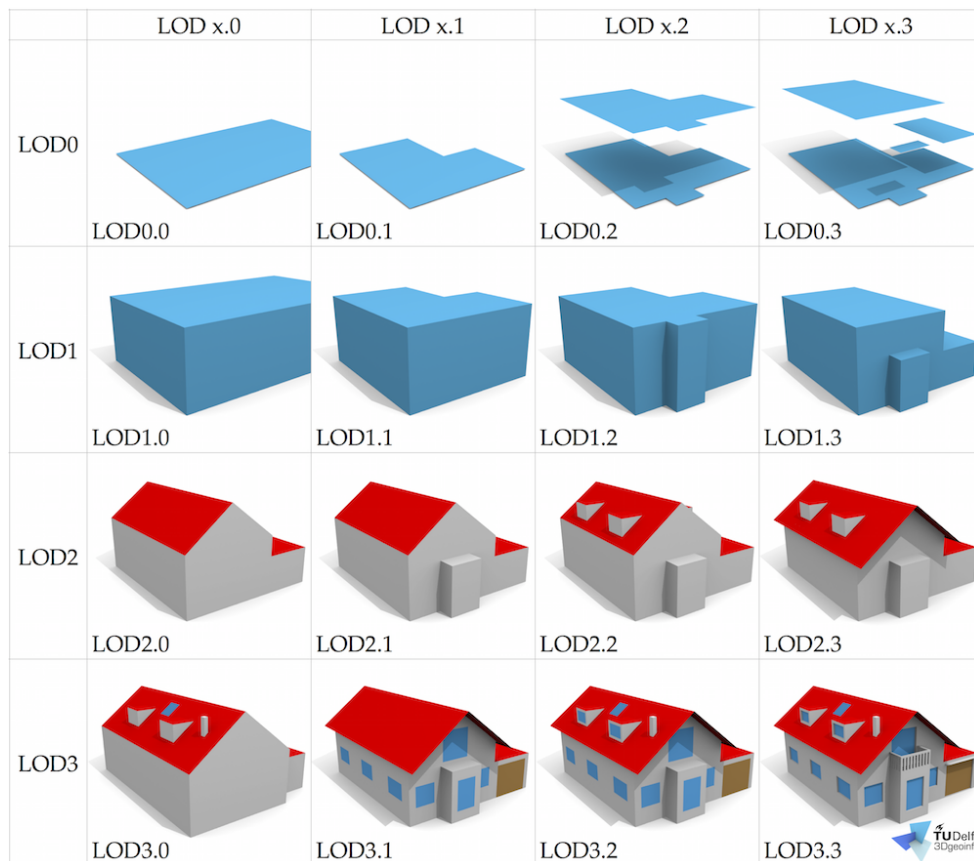 LOD x.0 LOD x.1 LOD x.2 LOD x.3
LOD0
LOD0.0 LOD0.1 LOD0.2 LOD0.3
LOD1
LOD1.0 LOD1.1 LOD1.2 LOD1.3
LOD2
LOD2.0 LOD2.1 LOD2.2 LOD2.3
LOD3
LOD3.0 LOD3.1 LOD3.2 LOD3.3
TUDelf
3Dgeoinf